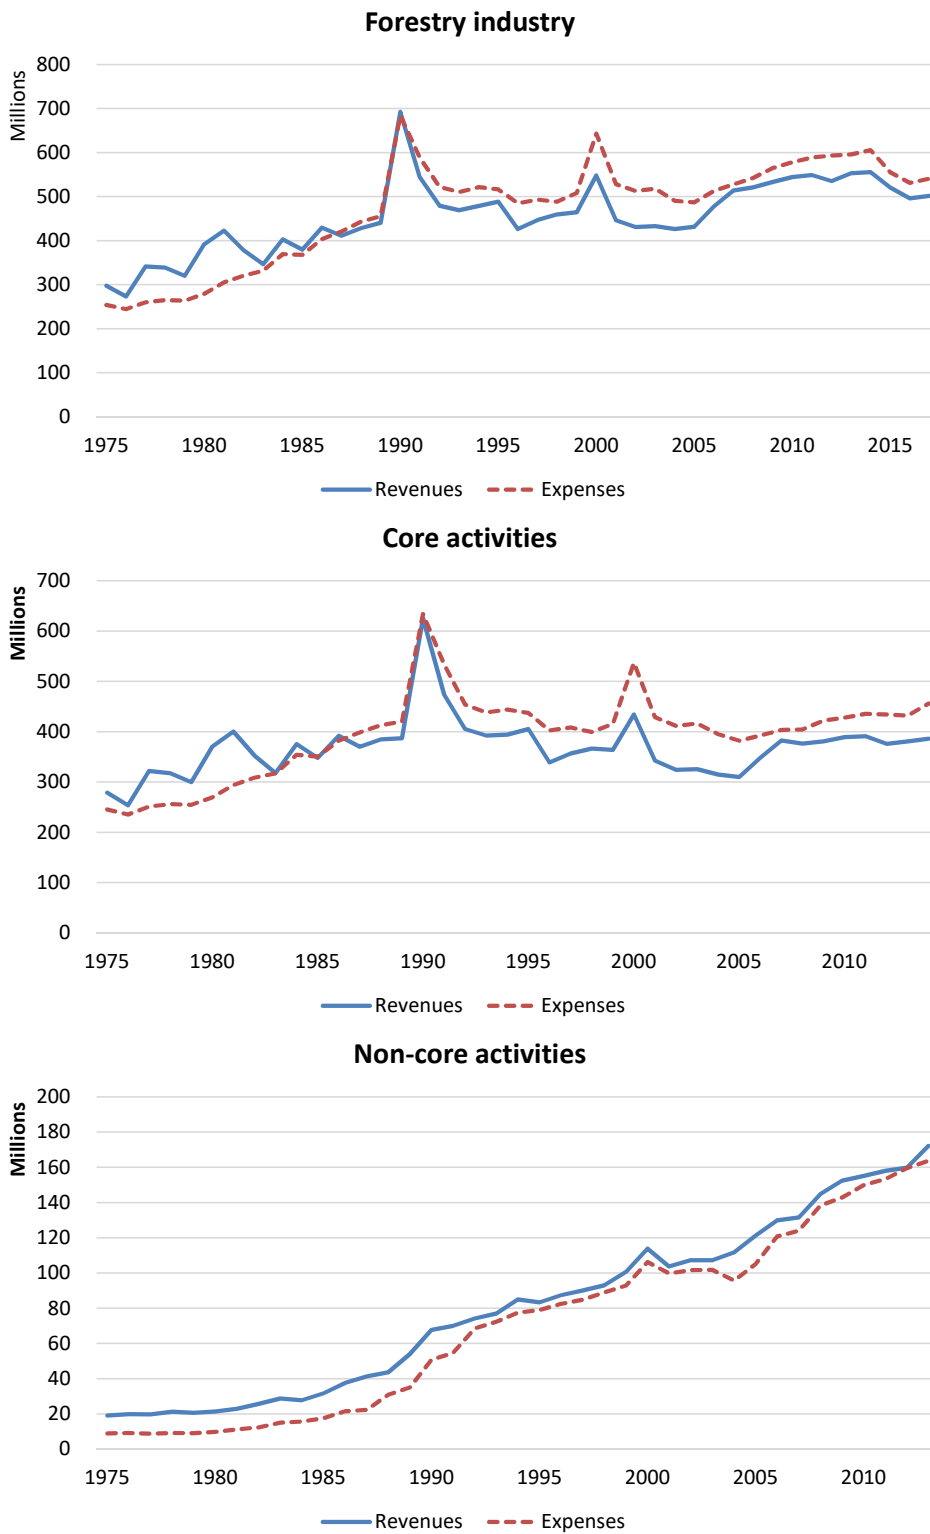 Forestry industry
Millions
800
700
600
500
400
300
200
100
0
1975 1980 1985 1990 1995 2000 2005 2010 2015
Revenues Expenses
Core activities
Millions
700
600
500
400
300
200
100
0
1975 1980 1985 1990 1995 2000 2005 2010
Revenues Expenses
Non-core activities
Millions
200
180
160
140
120
100
80
60
40
20
0
1975 1980 1985 1990 1995 2000 2005 2010
Revenues Expenses